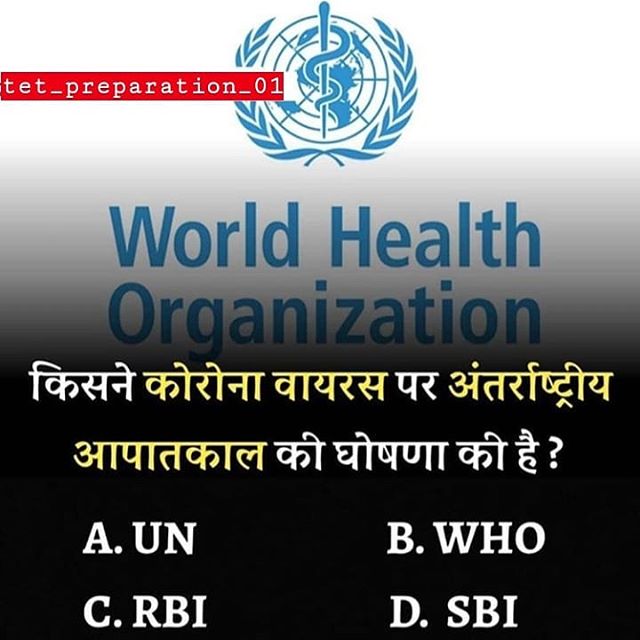 tet_preparation_01
World Health
Organization
किसने कोरोना वायरस पर अंतर्राष्ट्रीय
आपातकाल की घोषणा की है ?
A. UN B. WHO
C. RBI D. SBI